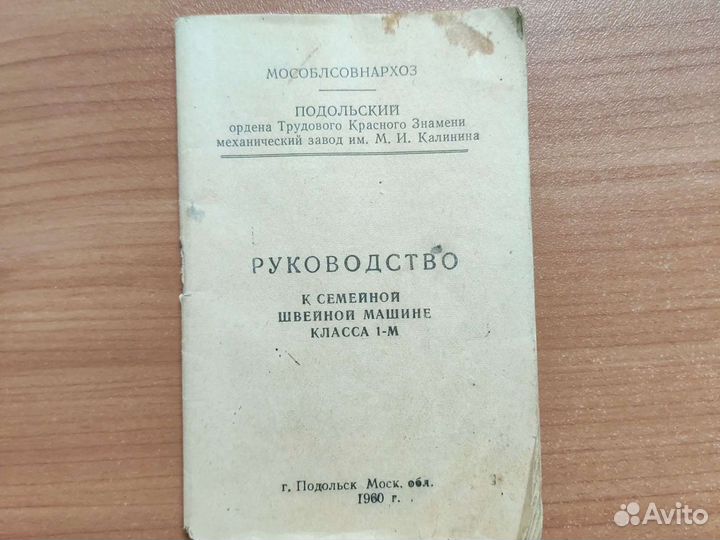 МОСОБЛСОВНАРХОЗ
ПОДОЛЬСКИЙ
ордена Трудового Красного Знамени
механический завод им. М. И. Калинина
РУКОВОДСТВО
К СЕМЕЙНОЙ
ШВЕЙНОЙ МАШИНЕ
КЛАССА 1-М
г. Подольск Моск. обл.
1960 г.
Avito